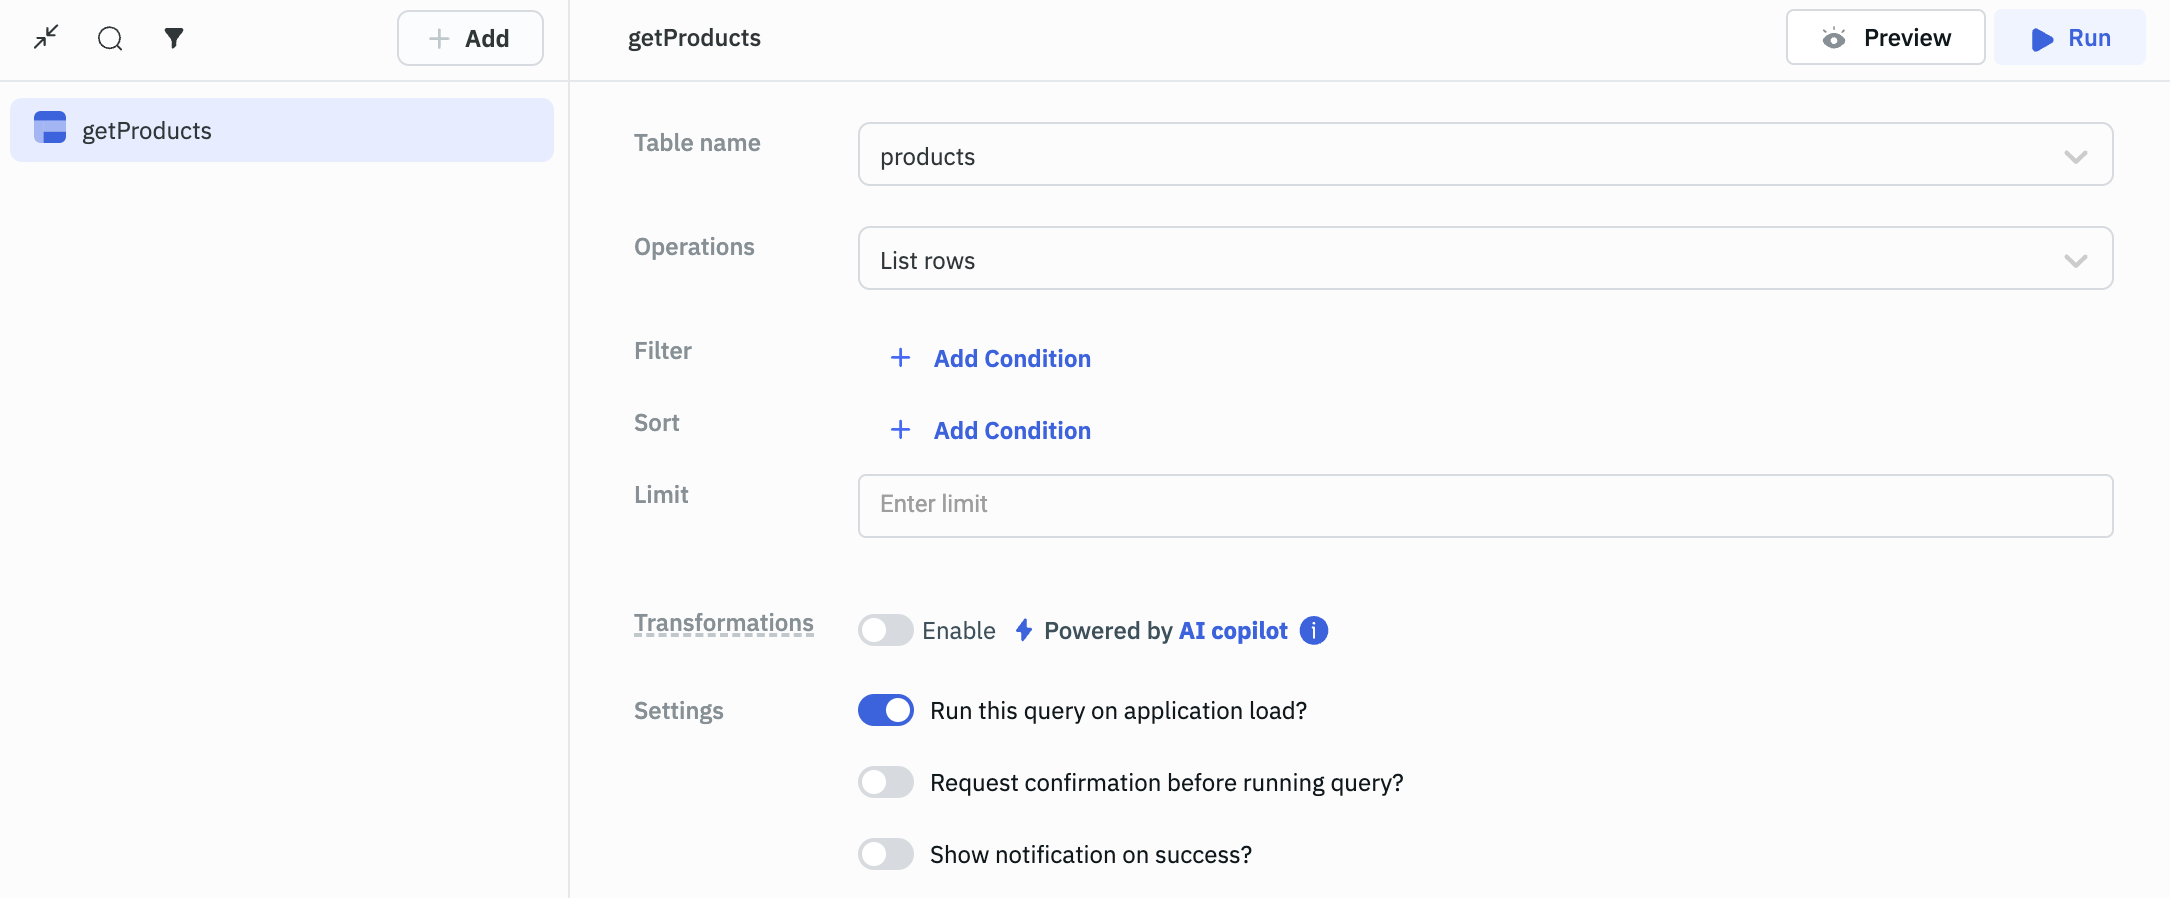 Add
getProducts
getProducts
Preview
Run
Table name
products
Operations
List rows
Filter
+ Add Condition
Sort
+ Add Condition
Limit
Enter limit
Transformations
Enable
Powered by AI copilot
Settings
Run this query on application load?
Request confirmation before running query?
Show notification on success?